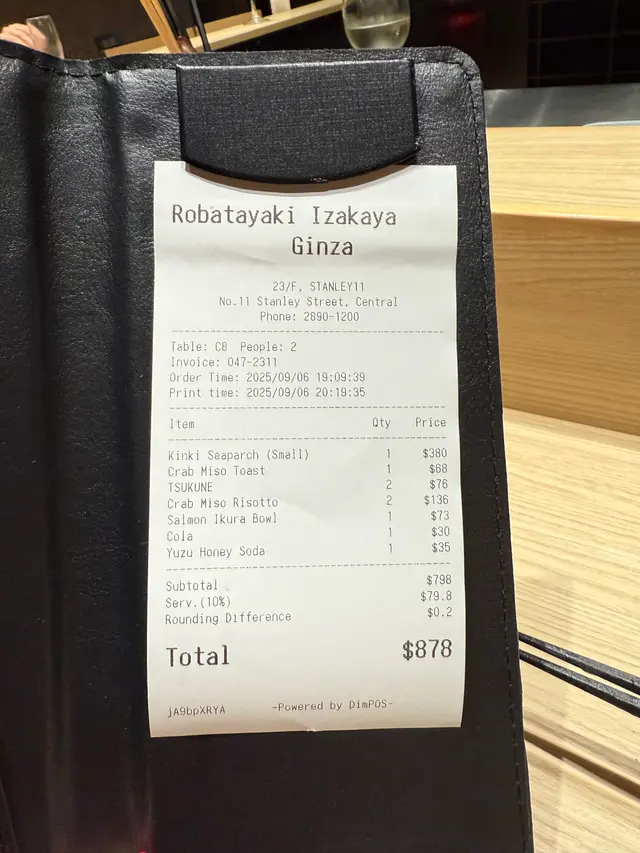 Robatayaki Izakaya
Ginza
23/F, STANLEY11
No.11 Stanley Street, Central
Phone: 2890-1200
Table: C8 People: 2
Invoice: 047-2311
Order Time: 2025/09/06 19:09:39
Print time: 2025/09/06 20:19:35
Item Qty Price
Kinki Seaparch (Small) 1 $380
Crab Miso Toast 1 $68
TSUKUNE 2 $76
Crab Miso Risotto 2 $136
Salmon Ikura Bowl 1 $73
Cola 1 $30
Yuzu Honey Soda 1 $35
Subtotal $798
Serv.(10%) $79.8
Rounding Difference $0.2
Total $878
jA9bpXRYA -Powered by DimPOS-